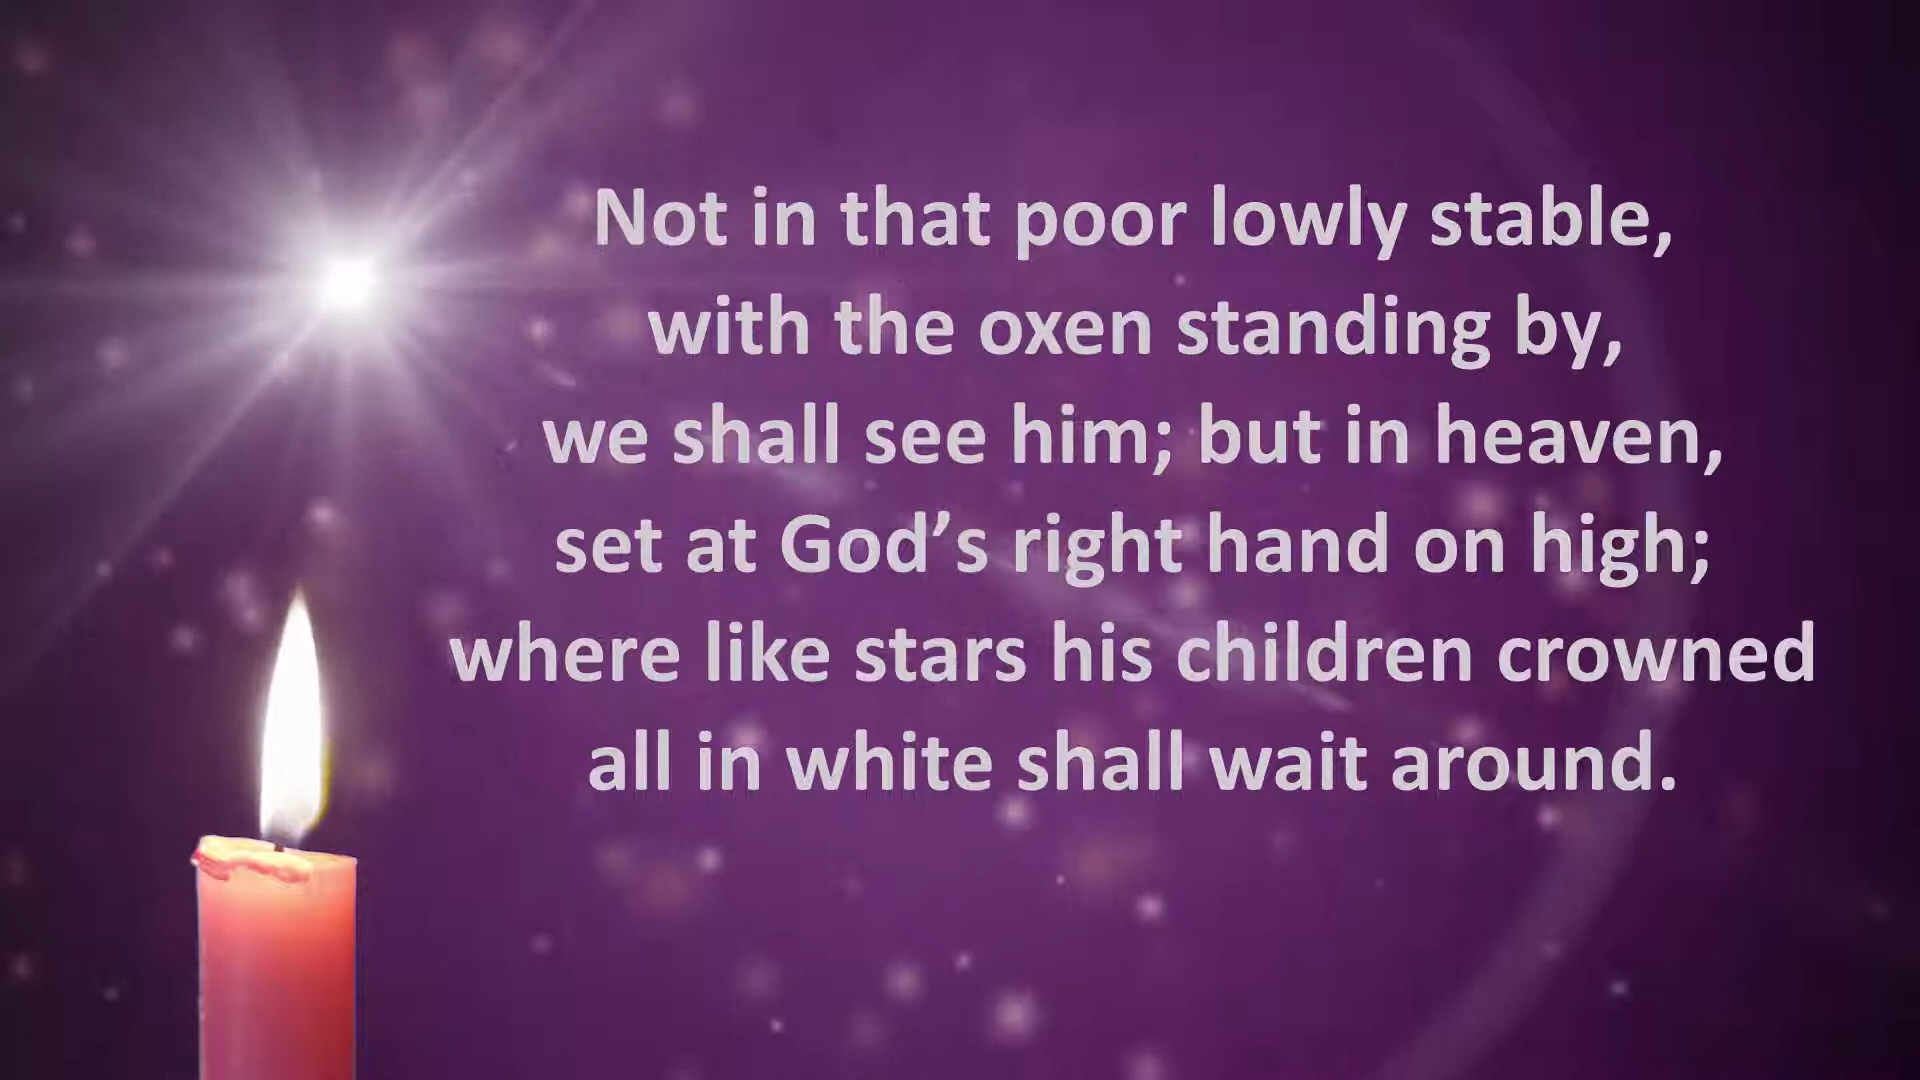 Not in that poor lowly stable,
with the oxen standing by,
we shall see him; but in heaven,
set at God’s right hand on high;
where like stars his children crowned
all in white shall wait around.